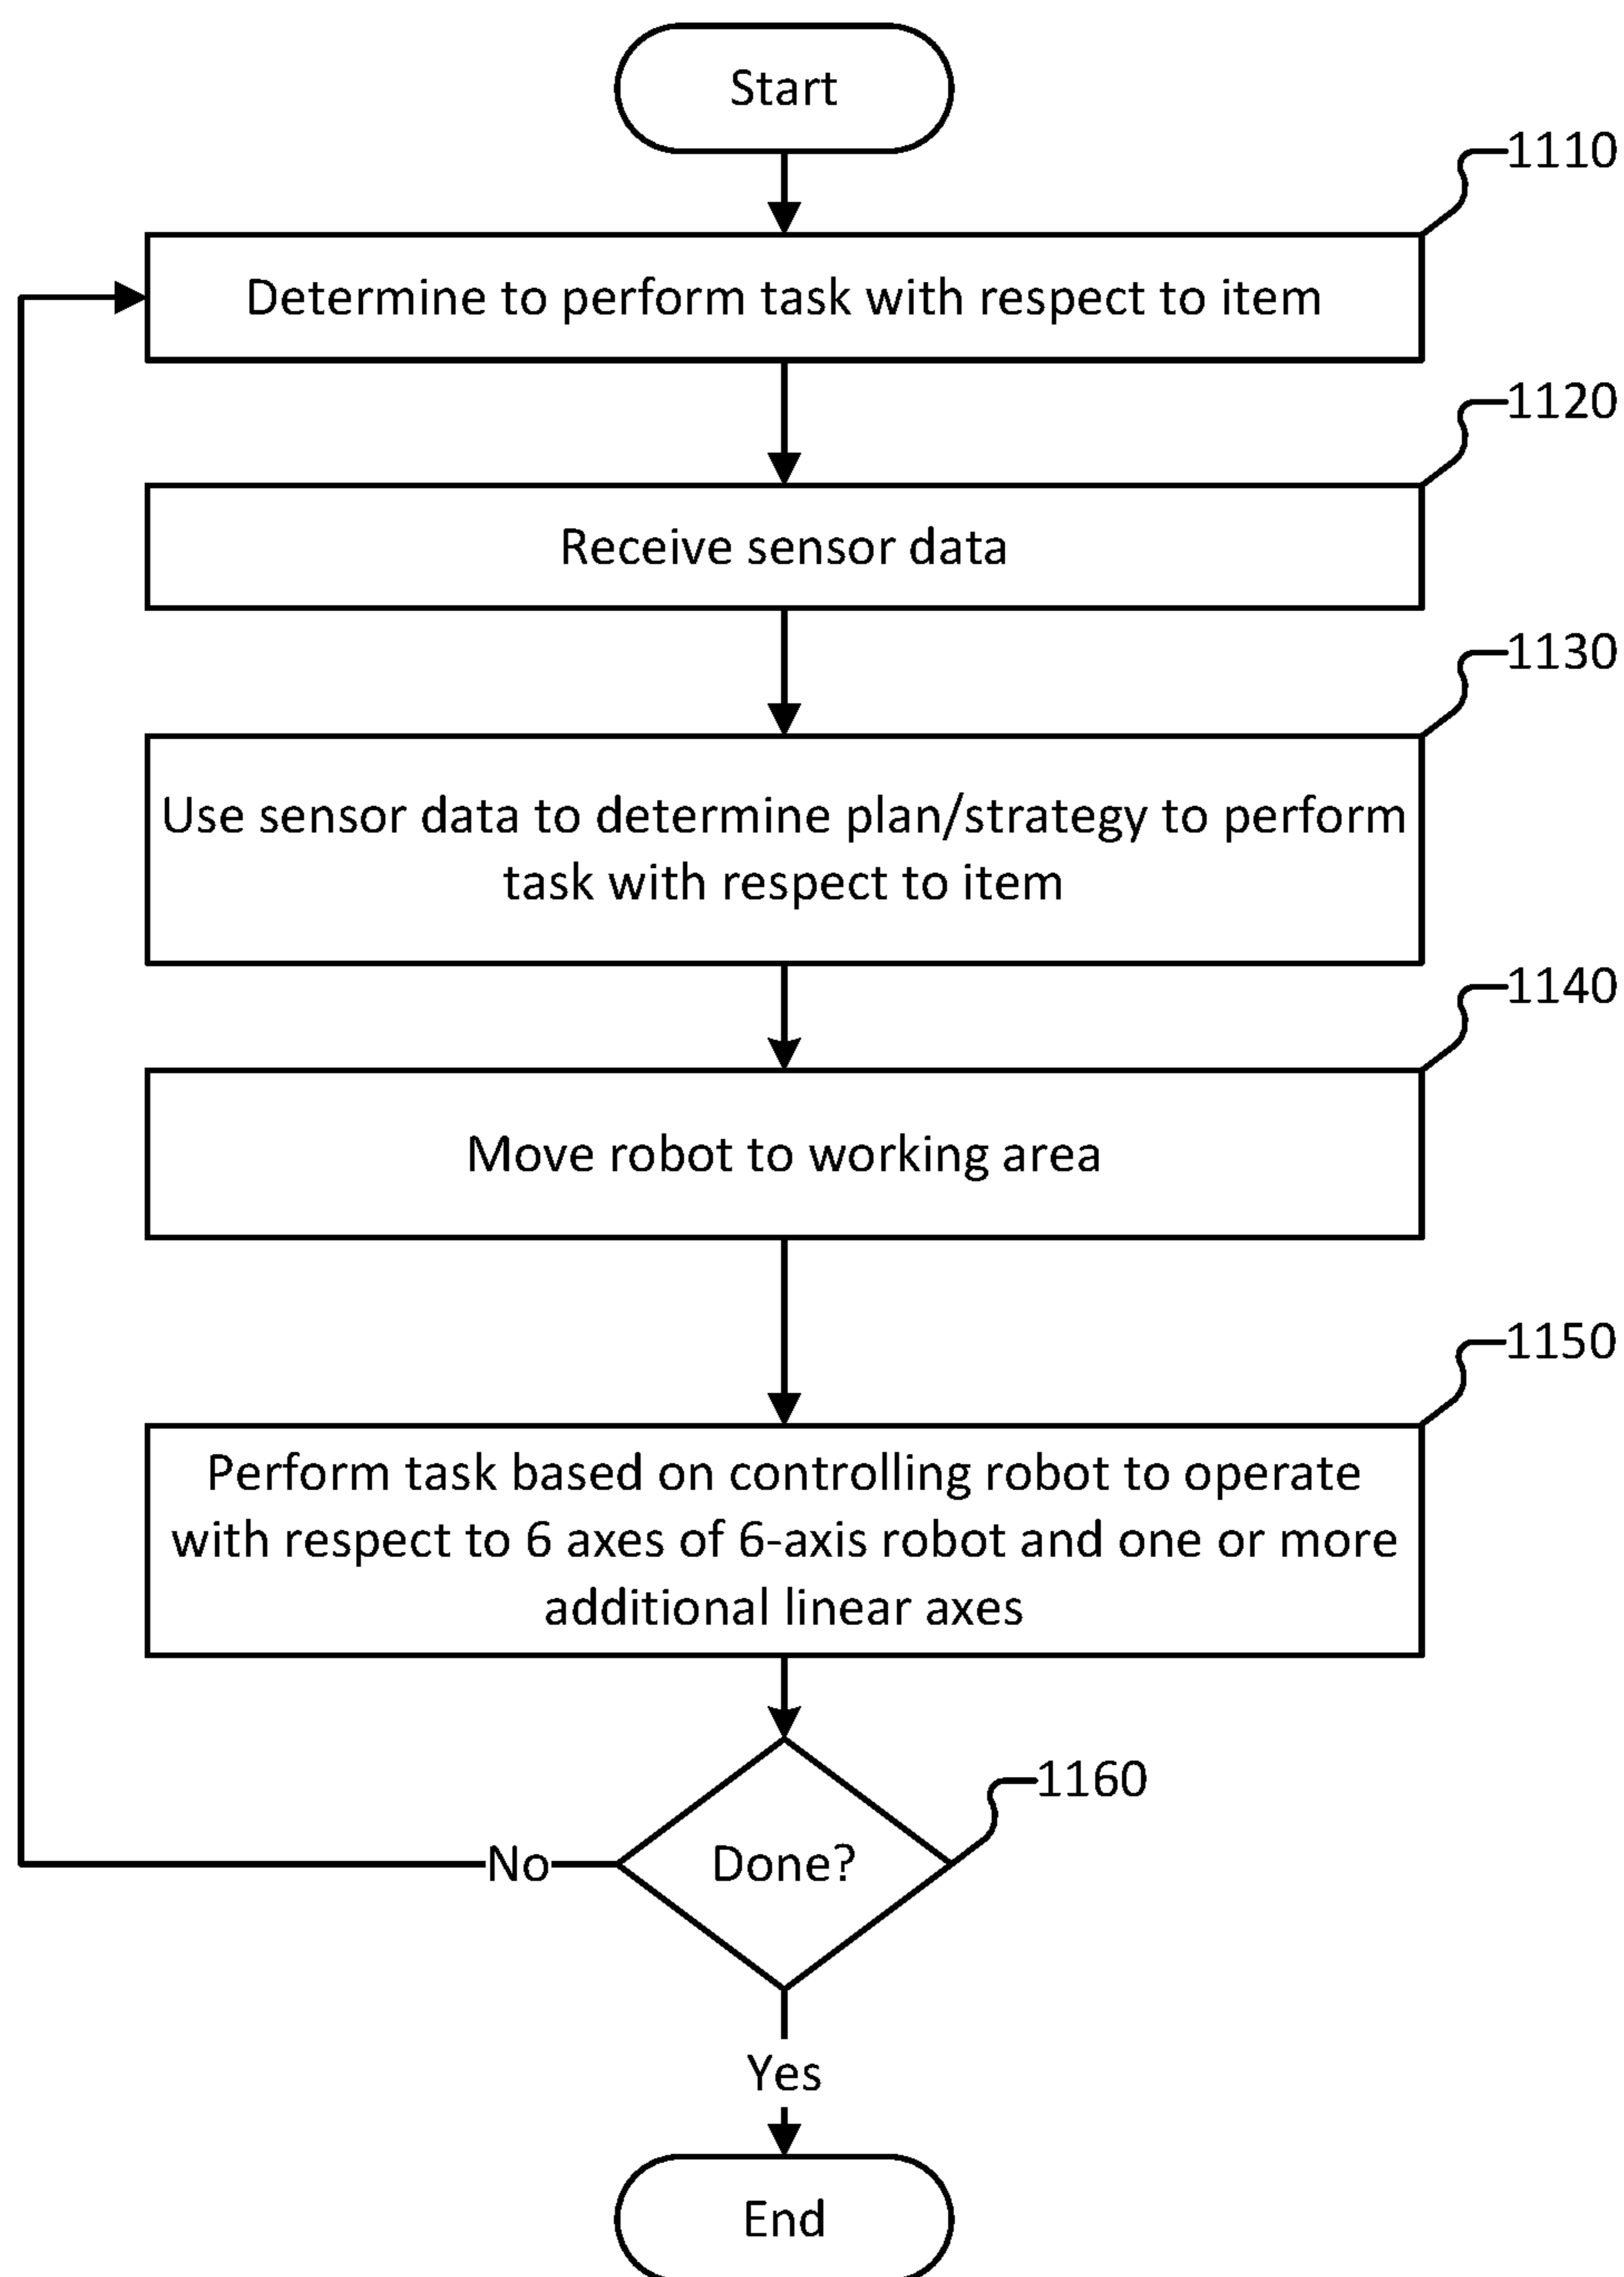 Start
1110
Determine to perform task with respect to item
1120
Receive sensor data
1130
Use sensor data to determine plan/strategy to perform
task with respect to item
1140
Move robot to working area
1150
Perform task based on controlling robot to operate
with respect to 6 axes of 6-axis robot and one or more
additional linear axes
1160
Done?
No
Yes
End